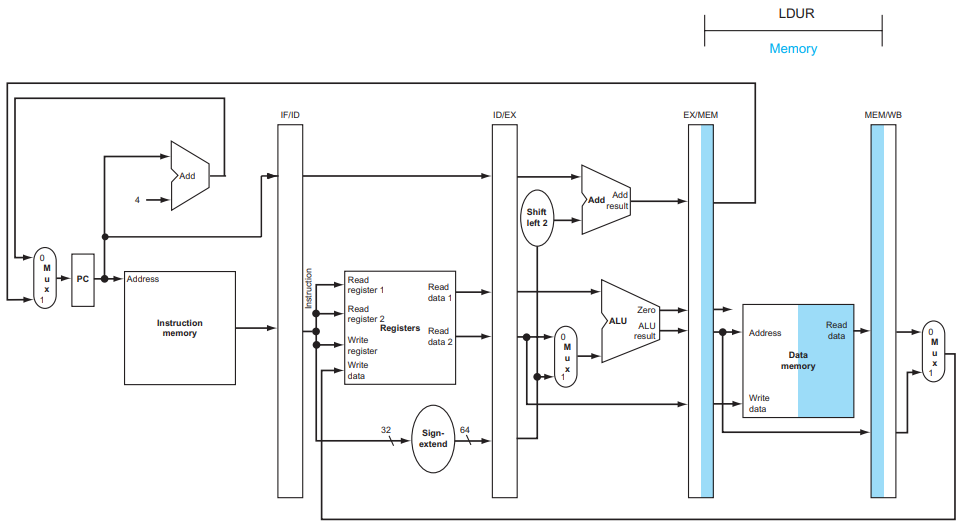 LDUR
Memory
IF/ID
ID/EX
EX/MEM
MEM/WB
Add
4
Shift
left 2
Add
Add
result
0
M
u
x
1
PC
Address
Instruction
memory
Instruction
Read
register 1
Read
register 2
Write
register
Write
data
Registers
Read
data 1
Read
data 2
0
M
u
x
1
Zero
ALU
ALU
result
Address
Read
data
Data
memory
Write
data
0
M
u
x
1
32
Sign-
extend
64